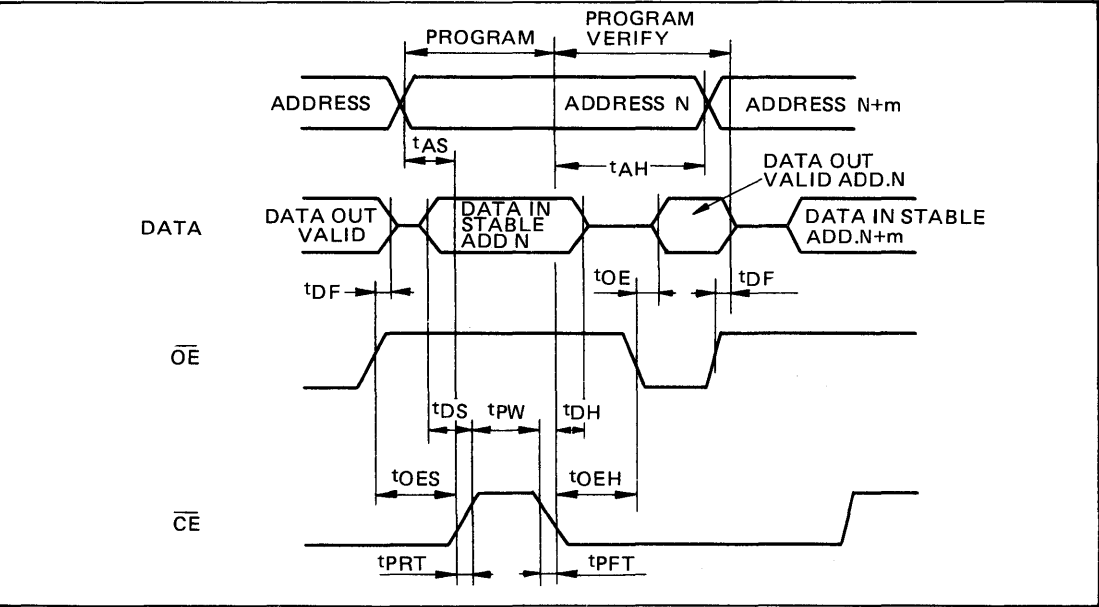 PROGRAM
PROGRAM
VERIFY
ADDRESS
ADDRESS N
ADDRESS N+m
tAS
tAH
DATA OUT
VALID ADD.N
DATA
DATA OUT
VALID
DATA IN
STABLE
ADD N
DATA IN STABLE
ADD.N+m
tDF
tOE
tDF
OE
tDS
tPW
tDH
tOES
tOEH
CE
tPRT
tPFT